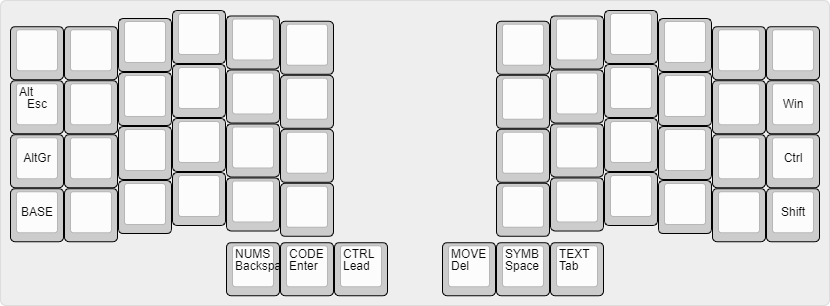 Alt
Esc
Win
AltGr
Ctrl
BASE
Shift
NUMS
Backspa
CODE
Enter
CTRL
Lead
MOVE
Del
SYMB
Space
TEXT
Tab